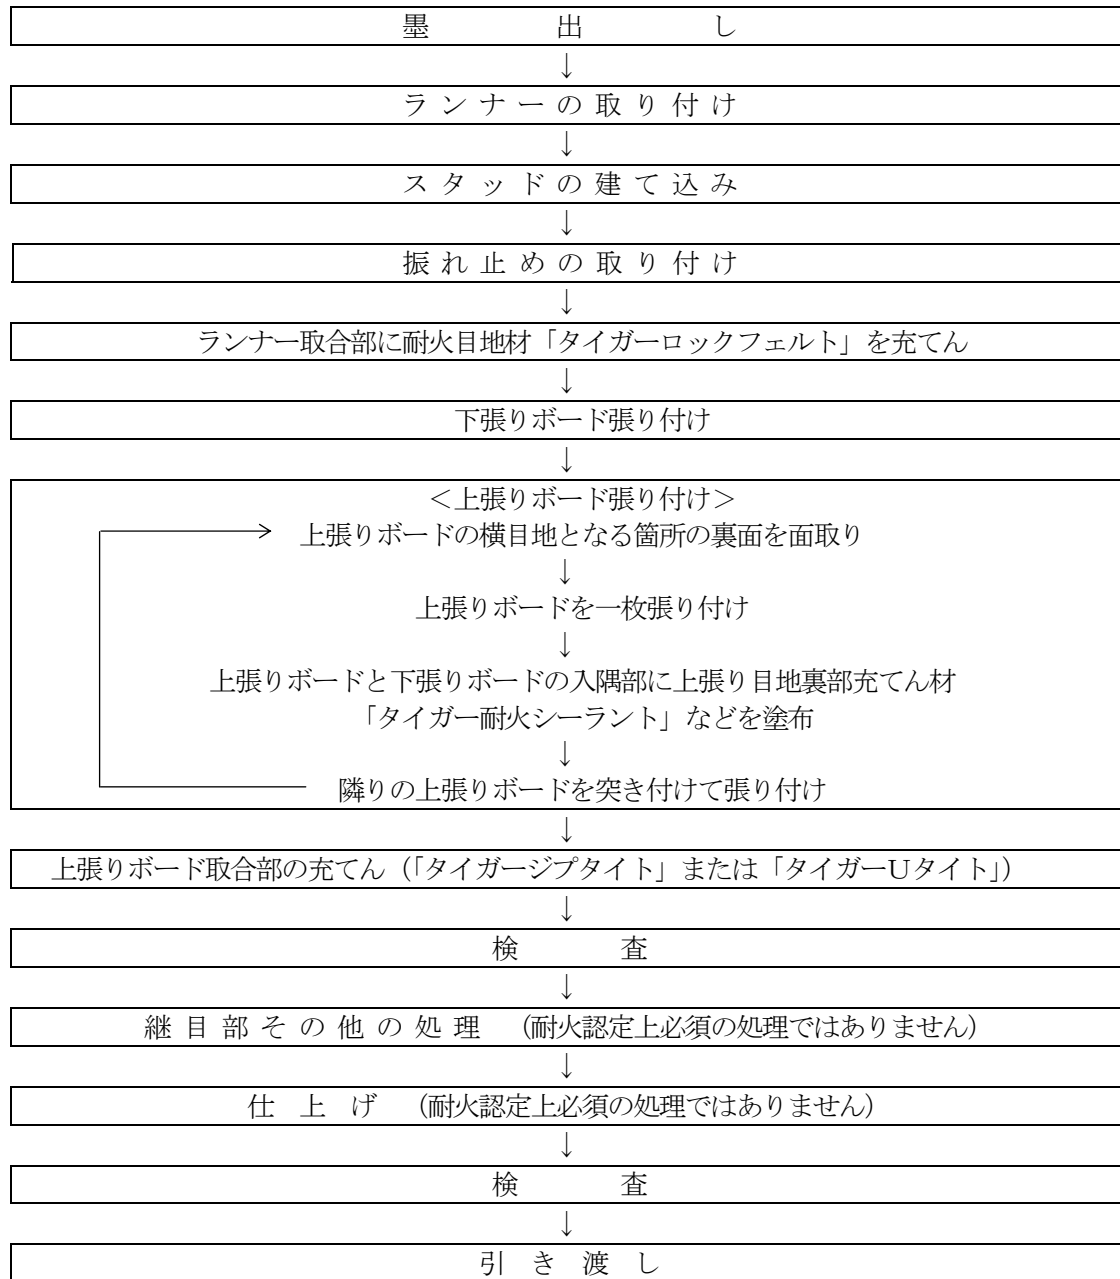 墨出し
↓
ランナーの取り付け
↓
スタッドの建て込み
↓
振れ止めの取り付け
↓
ランナー取合部に耐火目地材「タイガーロックフェルト」を充てん
↓
下張りボード張り付け
↓
＜上張りボード張り付け＞
上張りボードの横目地となる箇所の裏面を面取り
↓
上張りボードを一枚張り付け
↓
上張りボードと下張りボードの入隅部に上張り目地裏部充てん材
「タイガー耐火シーラント」などを塗布
↓
隣りの上張りボードを突き付けて張り付け
↓
上張りボード取合部の充てん（「タイガージプタイト」または「タイガーＵタイト」）
↓
検査
↓
継目部その他の処理　（耐火認定上必須の処理ではありません）
↓
仕上げ　（耐火認定上必須の処理ではありません）
↓
検査
↓
引き渡し